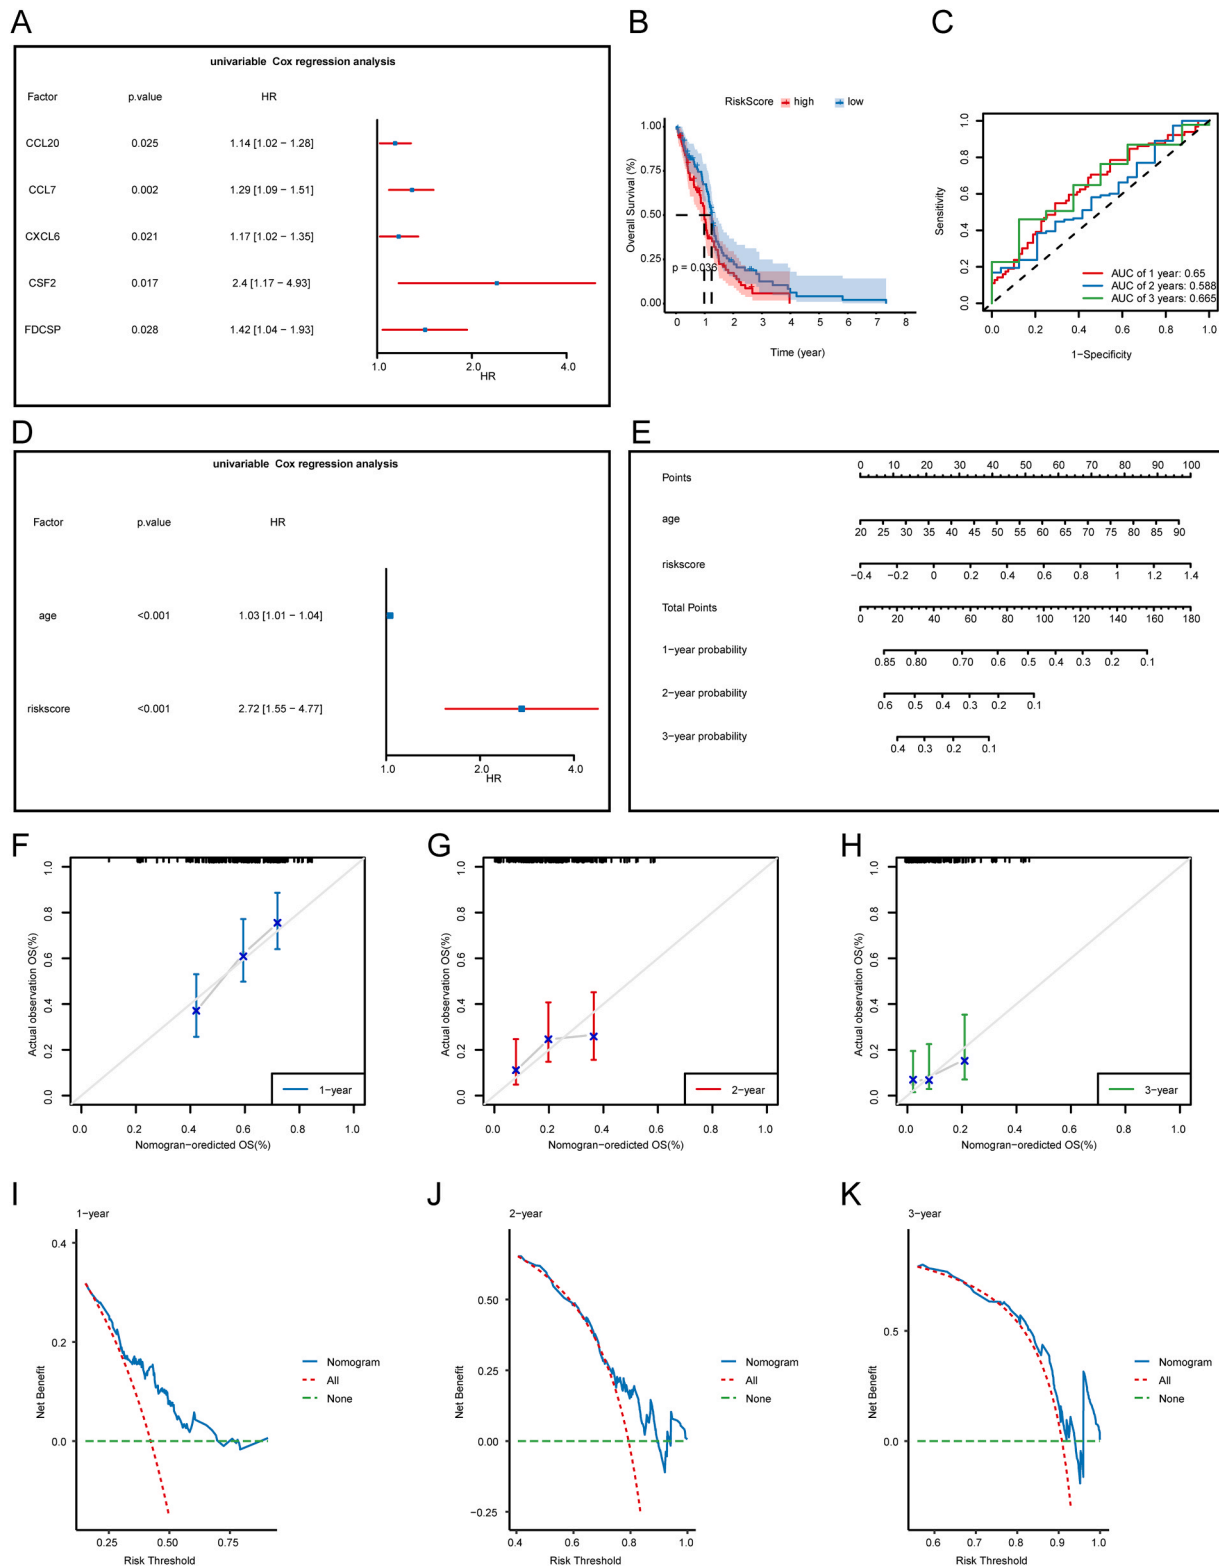 A
univariable Cox regression analysis
Factor p.value HR
CCL20 0.025 1.14 [1.02 − 1.28]
CCL7 0.002 1.29 [1.09 − 1.51]
CXCL6 0.021 1.17 [1.02 − 1.35]
CSF2 0.017 2.4 [1.17 − 4.93]
FDCSP 0.028 1.42 [1.04 − 1.93]
1.0 2.0 4.0
HR
B
RiskScore high low
1.00
0.75
0.50
0.25
0.00
Overall Survival (%)
p = 0.036
0 1 2 3 4 5 6 7 8
Time (year)
C
1.0
0.8
0.6
0.4
0.2
0.0
Sensitivity
AUC of 1 year: 0.65
AUC of 2 years: 0.588
AUC of 3 years: 0.665
0.0 0.2 0.4 0.6 0.8 1.0
1−Specificity
D
univariable Cox regression analysis
Factor p.value HR
age <0.001 1.03 [1.01 − 1.04]
riskscore <0.001 2.72 [1.55 − 4.77]
1.0 2.0 4.0
HR
E
0 10 20 30 40 50 60 70 80 90 100
Points
age
20 25 30 35 40 45 50 55 60 65 70 75 80 85 90
riskscore
−0.4 −0.2 0 0.2 0.4 0.6 0.8 1 1.2 1.4
Total Points
0 20 40 60 80 100 120 140 160 180
1−year probability
0.85 0.80 0.70 0.6 0.5 0.4 0.3 0.2 0.1
2−year probability
0.6 0.5 0.4 0.3 0.2 0.1
3−year probability
0.4 0.3 0.2 0.1
F
1.0
0.8
0.6
0.4
0.2
0.0
Actual observation OS(%)
1−year
0.0 0.2 0.4 0.6 0.8 1.0
Nomogran−oredicted OS(%)
G
1.0
0.8
0.6
0.4
0.2
0.0
Actual observation OS(%)
2−year
0.0 0.2 0.4 0.6 0.8 1.0
Nomogran−oredicted OS(%)
H
1.0
0.8
0.6
0.4
0.2
0.0
Actual observation OS(%)
3−year
0.0 0.2 0.4 0.6 0.8 1.0
Nomogran−oredicted OS(%)
I
1−year
0.4
0.2
0.0
Net Benefit
Nomogram
All
None
0.25 0.50 0.75
Risk Threshold
J
2−year
0.50
0.25
0.00
−0.25
Net Benefit
Nomogram
All
None
0.4 0.6 0.8 1.0
Risk Threshold
K
3−year
0.5
0.0
Net Benefit
Nomogram
All
None
0.6 0.7 0.8 0.9 1.0
Risk Threshold